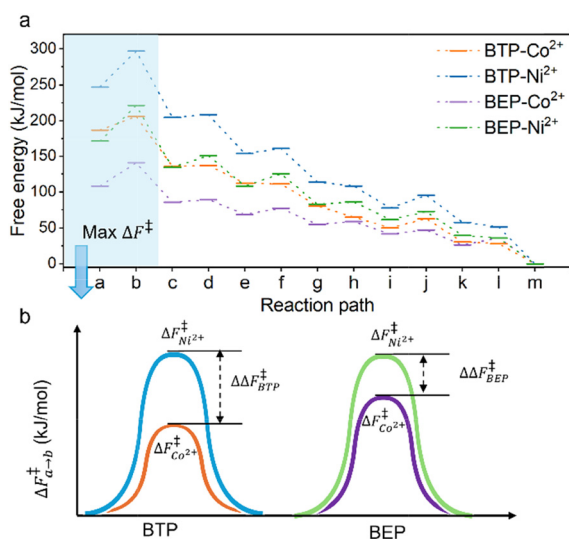 a
Free energy (kJ/mol)
300
250
200
150
100
50
0
BTP-Co²⁺
BTP-Ni²⁺
BEP-Co²⁺
BEP-Ni²⁺
Max ΔF‡
a b c d e f g h i j k l m
Reaction path
b
ΔF‡a→b (kJ/mol)
ΔF‡Ni²⁺
ΔΔF‡BTP
ΔF‡Co²⁺
BTP
ΔF‡Ni²⁺
ΔΔF‡BEP
ΔF‡Co²⁺
BEP